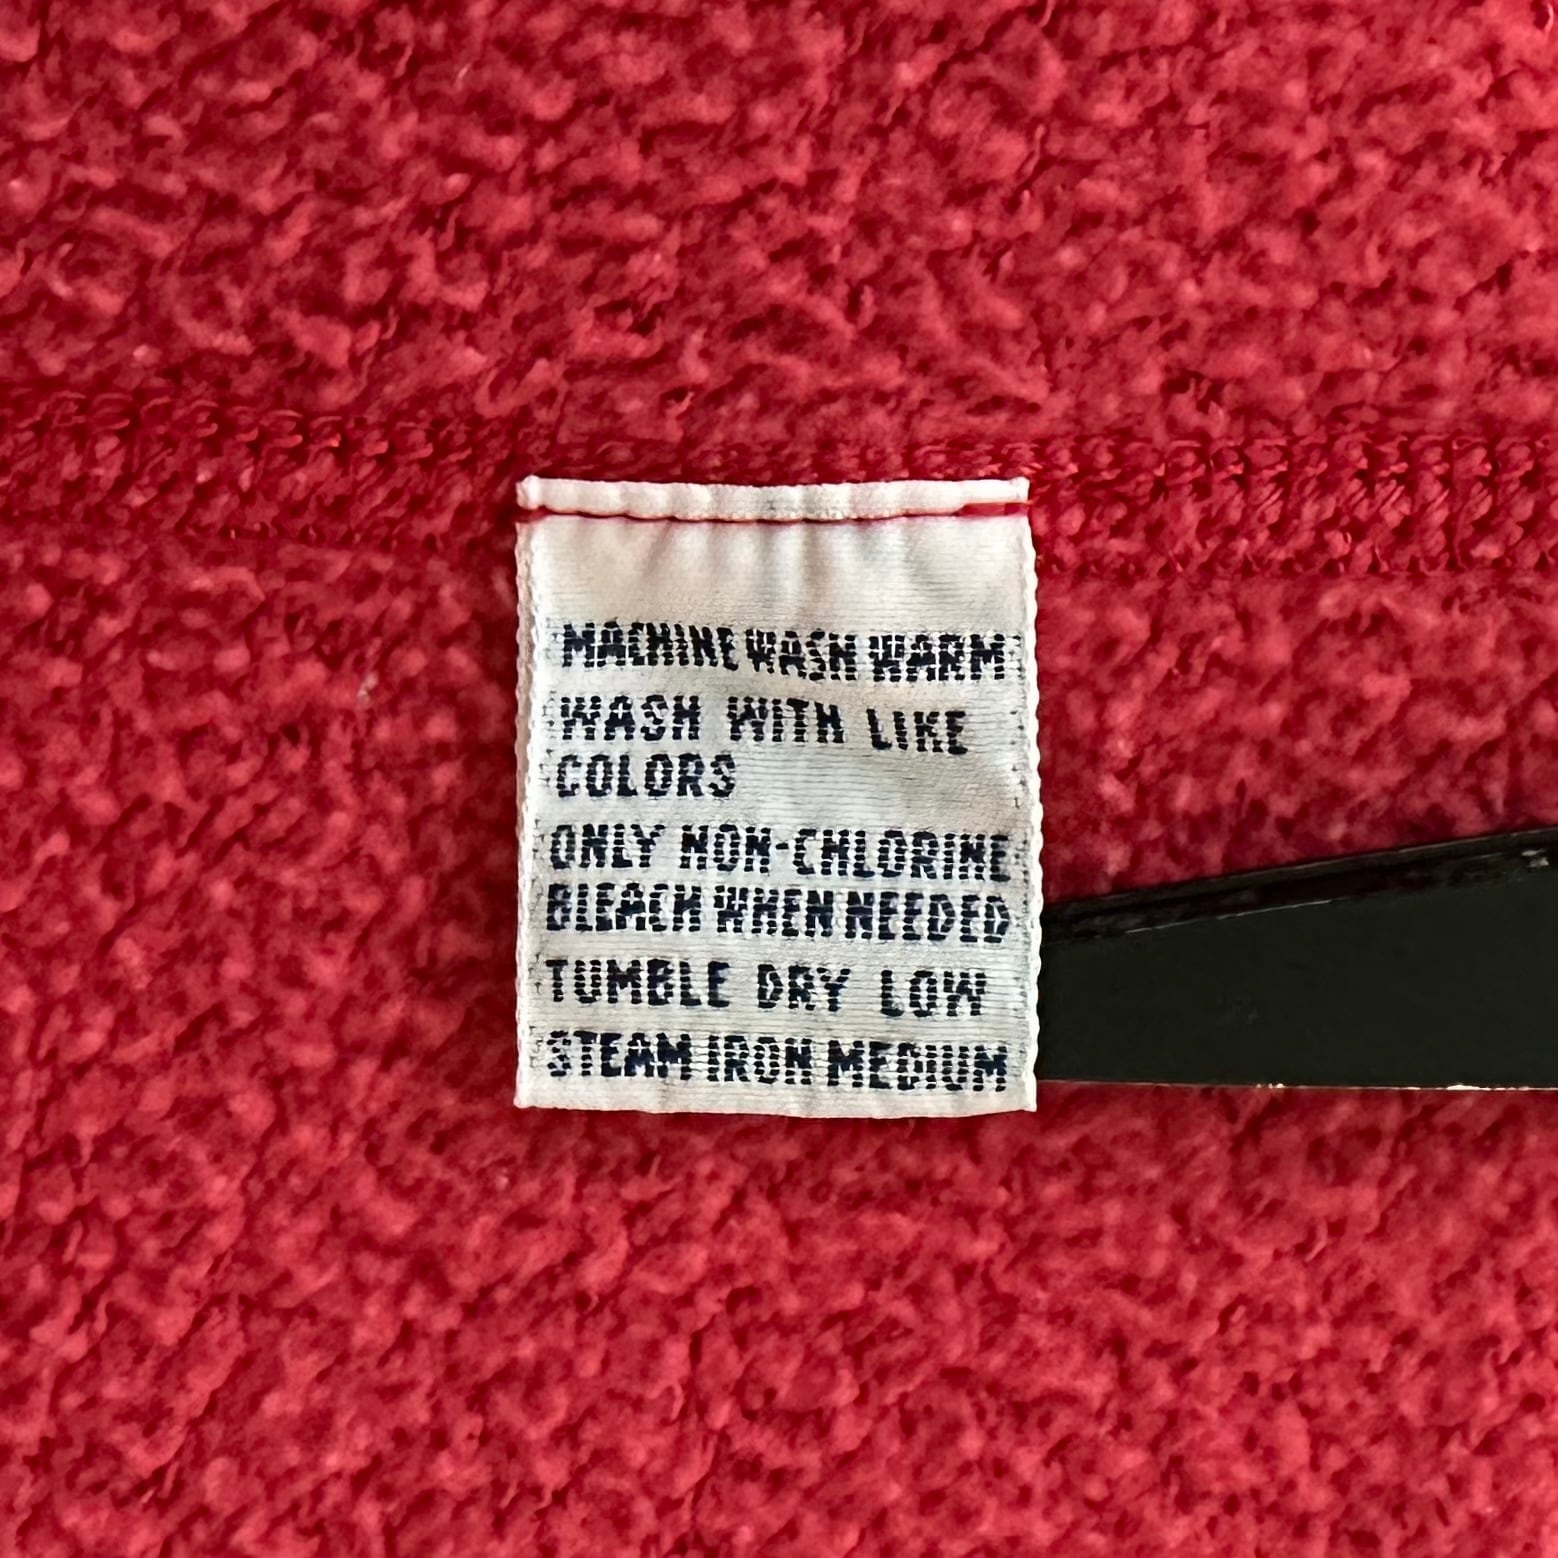 MACHINE WASH WARM
WASH WITH LIKE
COLORS
ONLY NON-CHLORINE
BLEACH WHEN NEEDED
TUMBLE DRY LOW
STEAM IRON MEDIUM